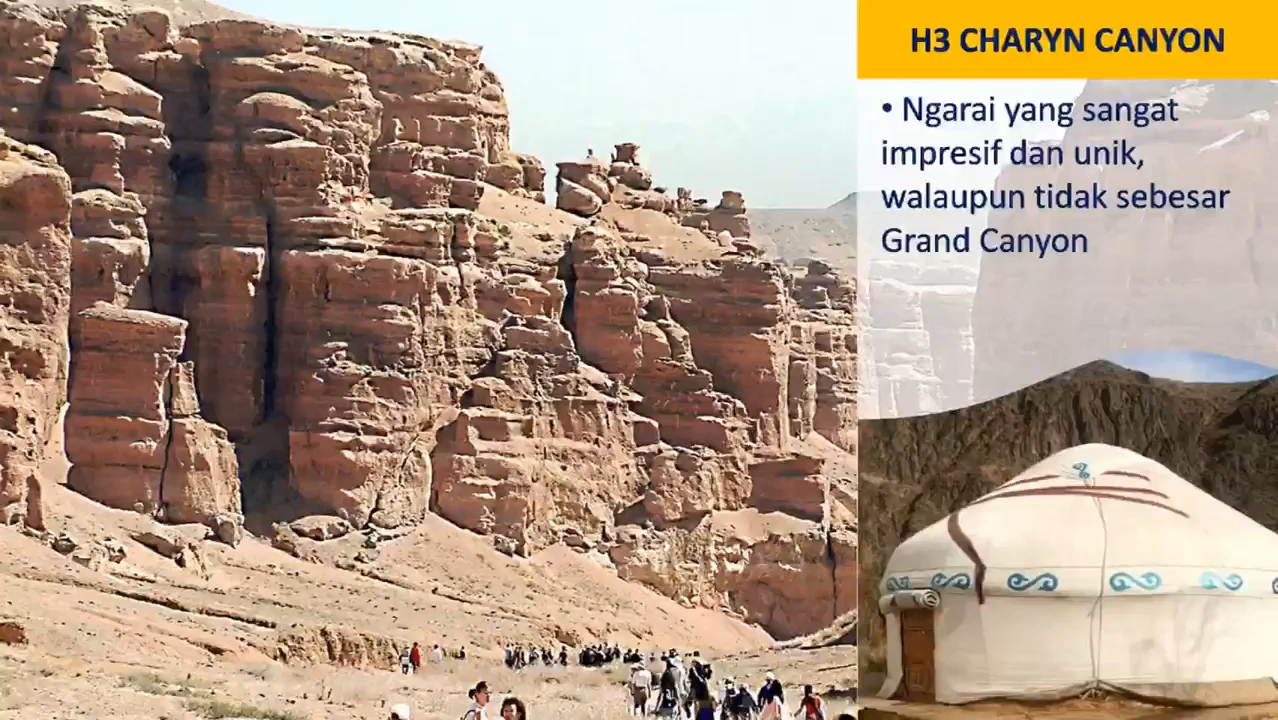 H3 CHARYN CANYON
• Ngarai yang sangat
impresif dan unik,
walaupun tidak sebesar
Grand Canyon